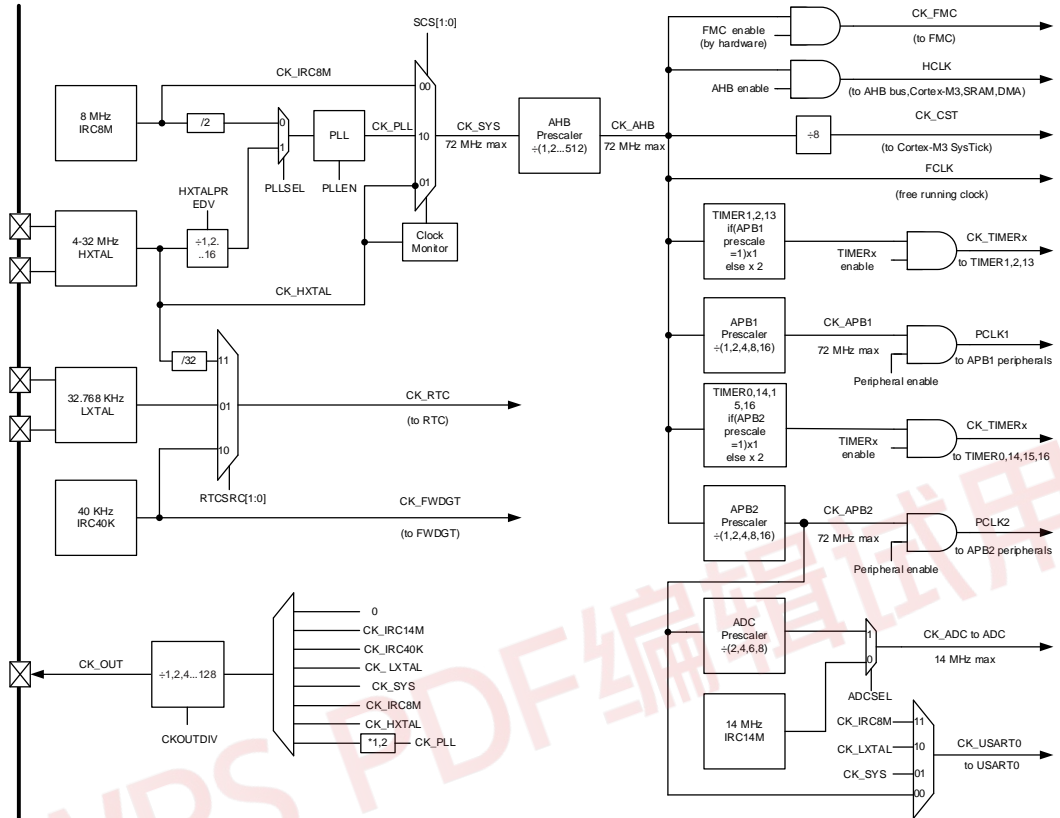 SCS[1:0]
CK_IRC8M
8 MHz
IRC8M
/2
0
1
PLLSEL
PLL
PLLEN
CK_PLL
00
10
01
CK_SYS
72 MHz max
AHB
Prescaler
÷(1,2...512)
CK_AHB
72 MHz max
HXTALPR
EDV
÷1,2.
..16
4-32 MHz
HXTAL
Clock
Monitor
CK_HXTAL
/32
11
01
10
32.768 KHz
LXTAL
CK_RTC
(to RTC)
RTCSRC[1:0]
40 KHz
IRC40K
CK_FWDGT
(to FWDGT)
CK_OUT
÷1,2,4...128
CKOUTDIV
0
CK_IRC14M
CK_IRC40K
CK_LXTAL
CK_SYS
CK_IRC8M
CK_HXTAL
*1,2
CK_PLL
FMC enable
(by hardware)
CK_FMC
(to FMC)
AHB enable
HCLK
(to AHB bus,Cortex-M3,SRAM,DMA)
÷8
CK_CST
(to Cortex-M3 SysTick)
FCLK
(free running clock)
TIMER1,2,13
if(APB1
prescale
=1)x1
else x 2
TIMERx
enable
CK_TIMERx
to TIMER1,2,13
APB1
Prescaler
÷(1,2,4,8,16)
CK_APB1
72 MHz max
Peripheral enable
PCLK1
to APB1 peripherals
TIMER0,14,1
5,16
if(APB2
prescale
=1)x1
else x 2
TIMERx
enable
CK_TIMERx
to TIMER0,14,15,16
APB2
Prescaler
÷(1,2,4,8,16)
CK_APB2
72 MHz max
Peripheral enable
PCLK2
to APB2 peripherals
ADC
Prescaler
÷(2,4,6,8)
1
0
ADCSEL
CK_ADC to ADC
14 MHz max
14 MHz
IRC14M
CK_IRC8M
11
CK_LXTAL
10
CK_SYS
01
00
CK_USART0
to USART0
WPS PDF编辑试用